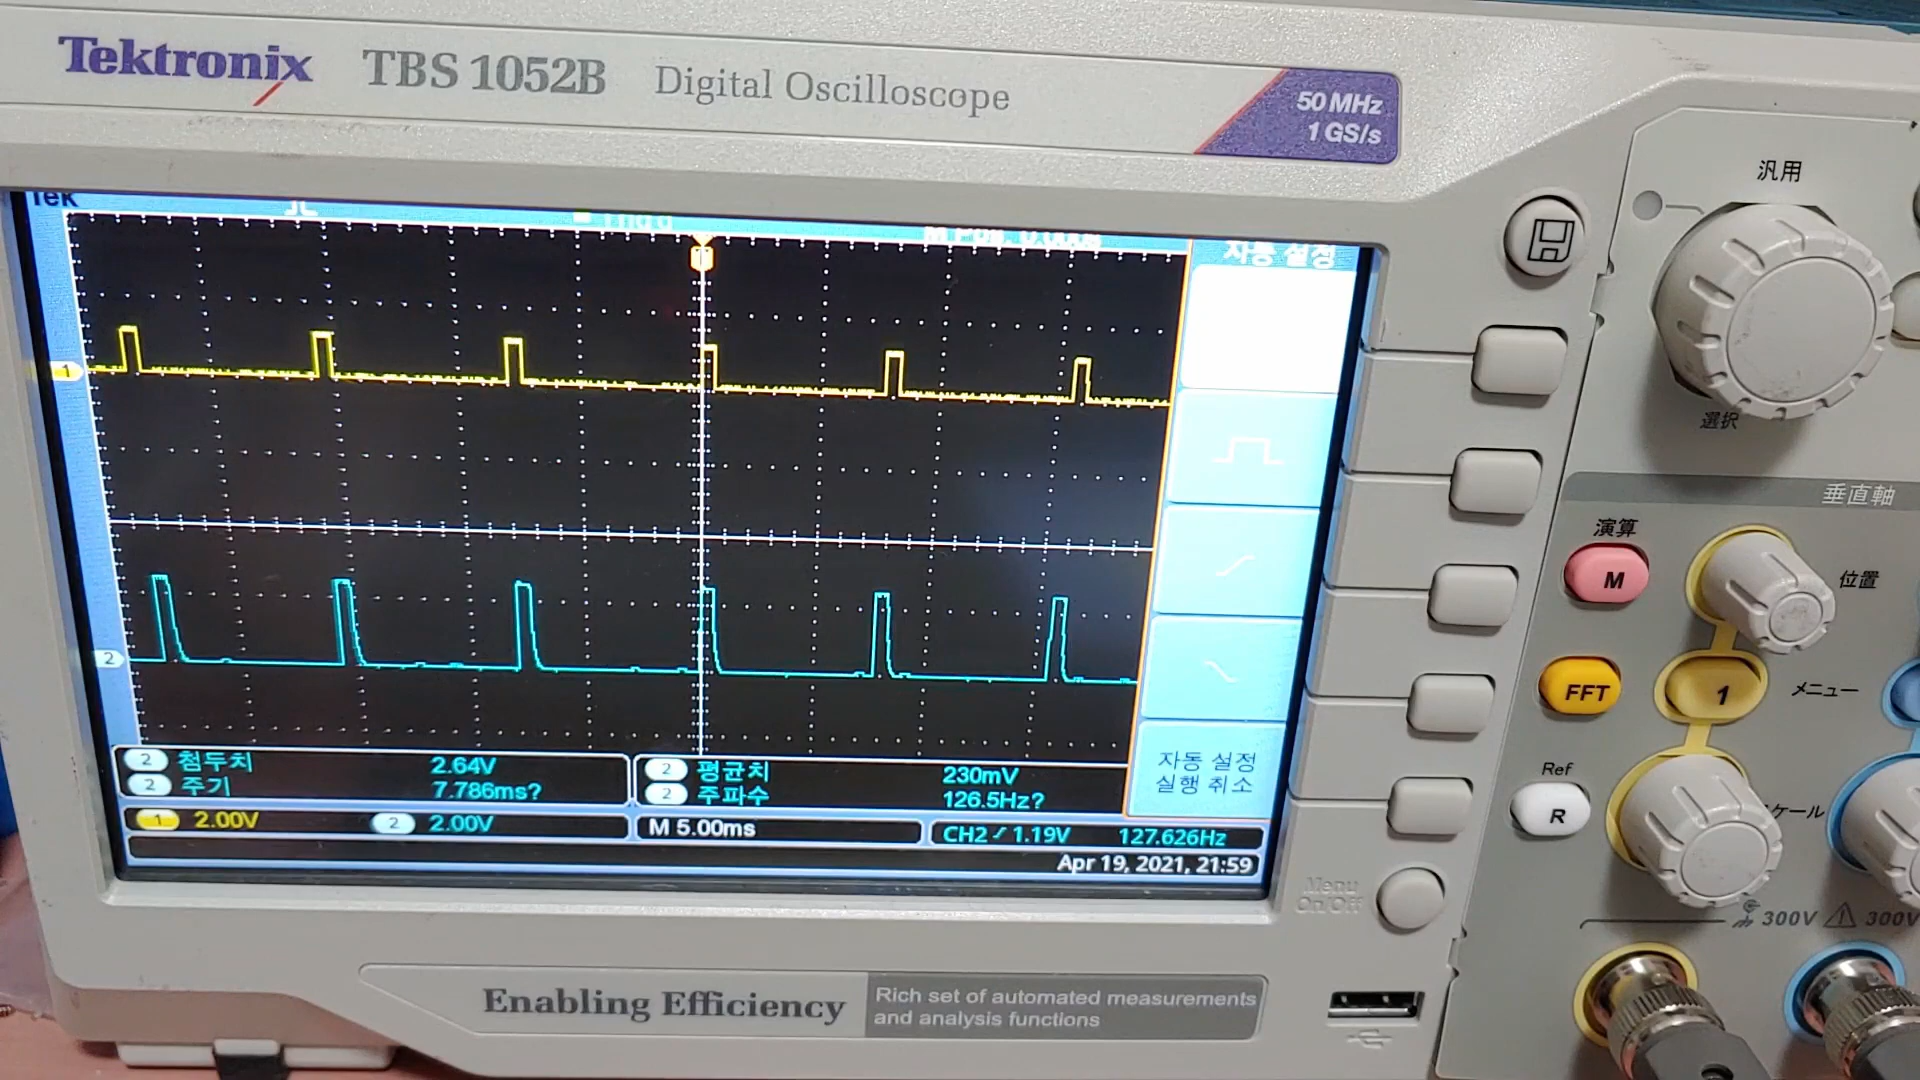 Tektronix TBS 1052B Digital Oscilloscope
50 MHz
1 GS/s
Tek
자동 설정
1
2
2 첨두치 2.64V
2 주기 7.786ms?
2 평균치 230mV
2 주파수 126.5Hz?
자동 설정
실행 취소
1 2.00V 2 2.00V M 5.00ms CH2 1.19V 127.626Hz
Apr 19, 2021, 21:59
Menu
On/Off
Enabling Efficiency
Rich set of automated measurements
and analysis functions
汎用
選択
垂直軸
演算
M
位置
FFT
1
メニュー
Ref
R
300V 300V